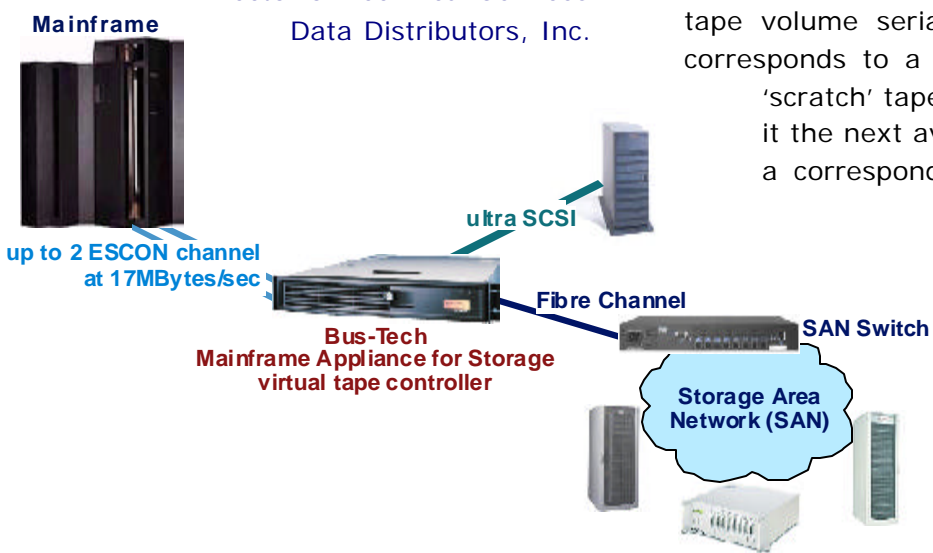 Data Distributors, Inc.
tape volume seria
corresponds to a
'scratch' tape
it the next av
a correspond
Mainframe
ultra SCSI
up to 2 ESCON channel
at 17MBytes/sec
Fibre Channel
SAN Switch
Bus-Tech
Mainframe Appliance for Storage
virtual tape controller
Storage Area
Network (SAN)